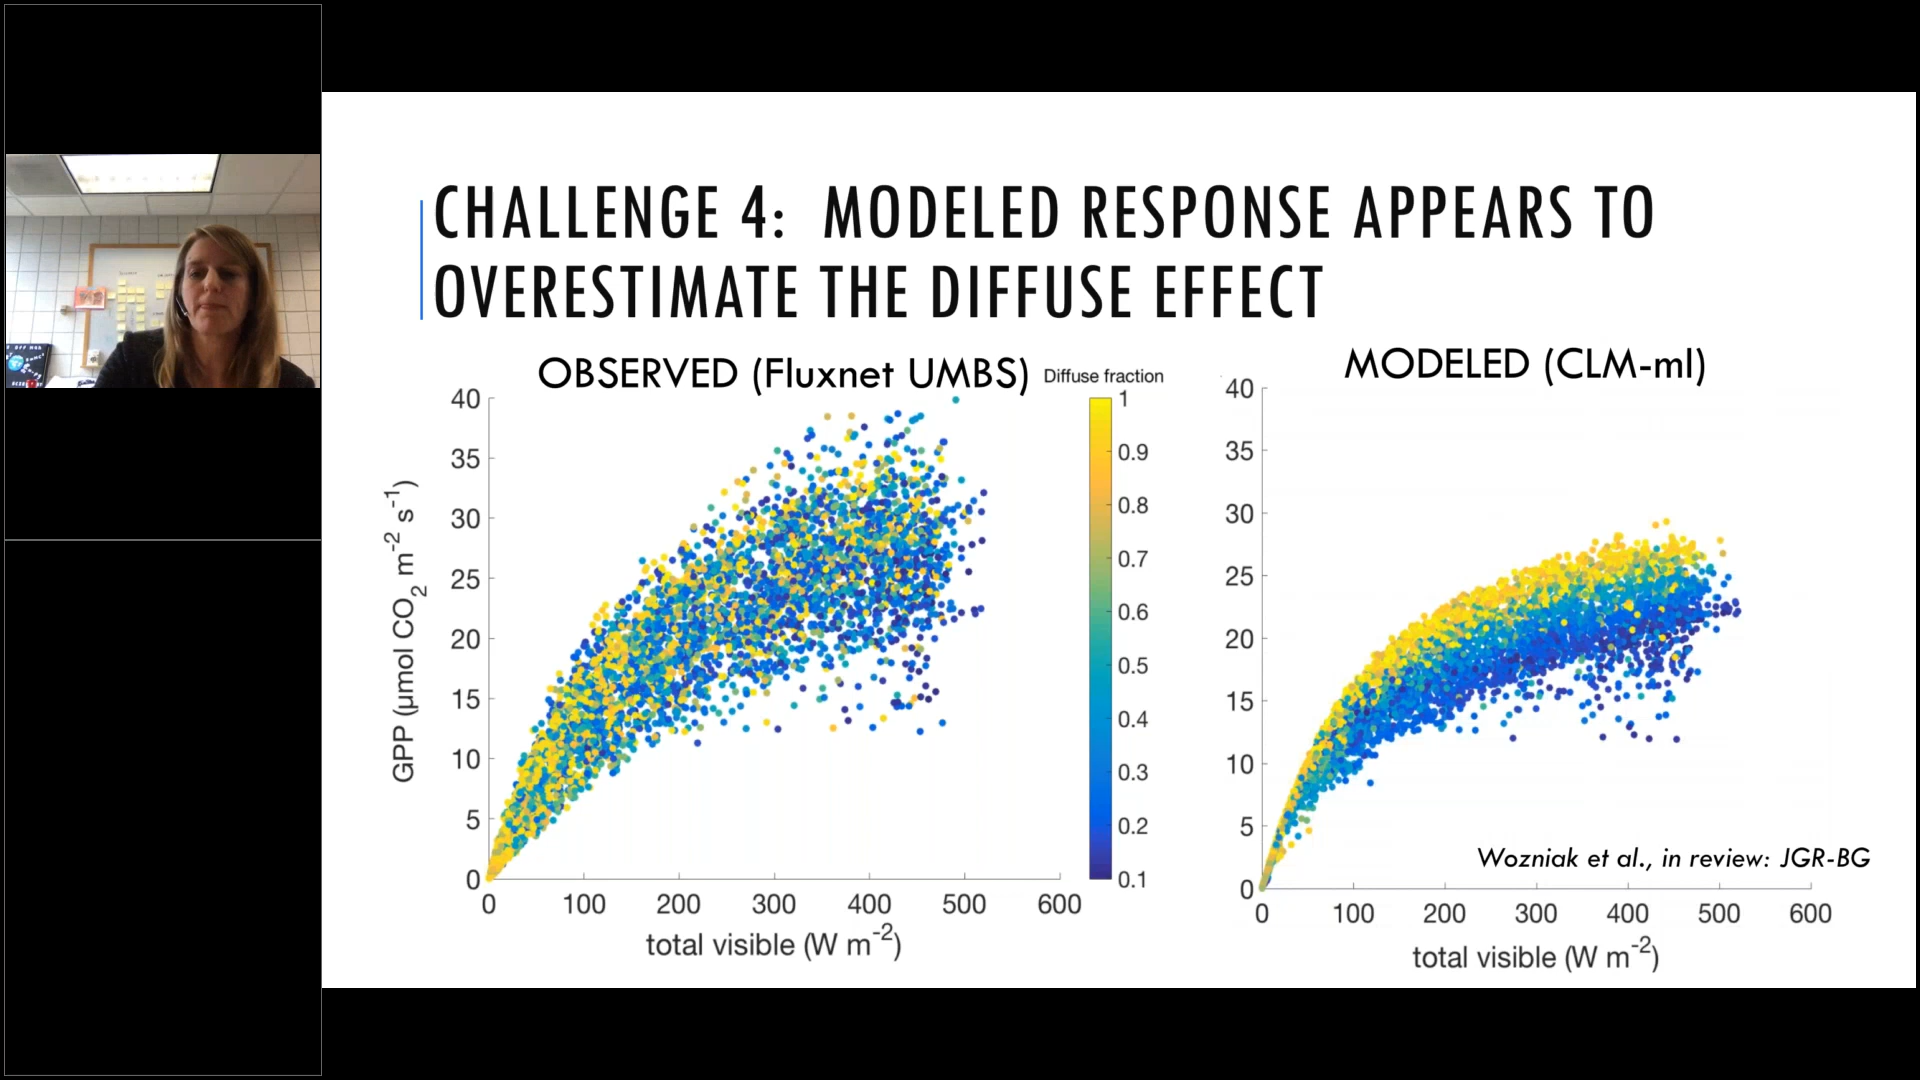 CHALLENGE 4: MODELED RESPONSE APPEARS TO
OVERESTIMATE THE DIFFUSE EFFECT
OBSERVED (Fluxnet UMBS)
Diffuse fraction
MODELED (CLM-ml)
40
35
30
25
20
15
10
5
0
GPP (μmol CO2 m-2 s-1)
0 100 200 300 400 500 600
total visible (W m-2)
1
0.9
0.8
0.7
0.6
0.5
0.4
0.3
0.2
0.1
40
35
30
25
20
15
10
5
0
Wozniak et al., in review: JGR-BG
0 100 200 300 400 500 600
total visible (W m-2)